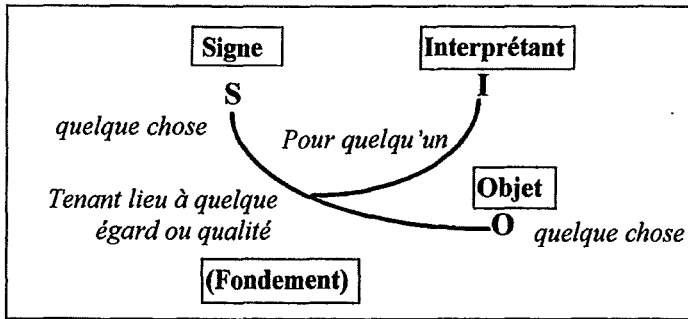 Signe
Interprétant
S
I
quelque chose
Pour quelqu'un
Tenant lieu à quelque
égard ou qualité
Objet
O
quelque chose
(Fondement)